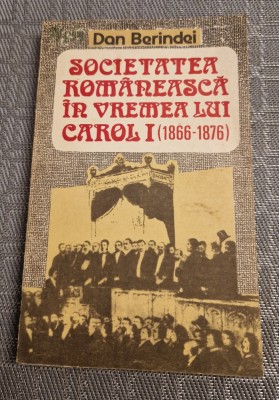 Dan Berindei
SOCIETATEA
ROMÂNEASCĂ
ÎN VREMEA LUI
CAROL I (1866-1876)